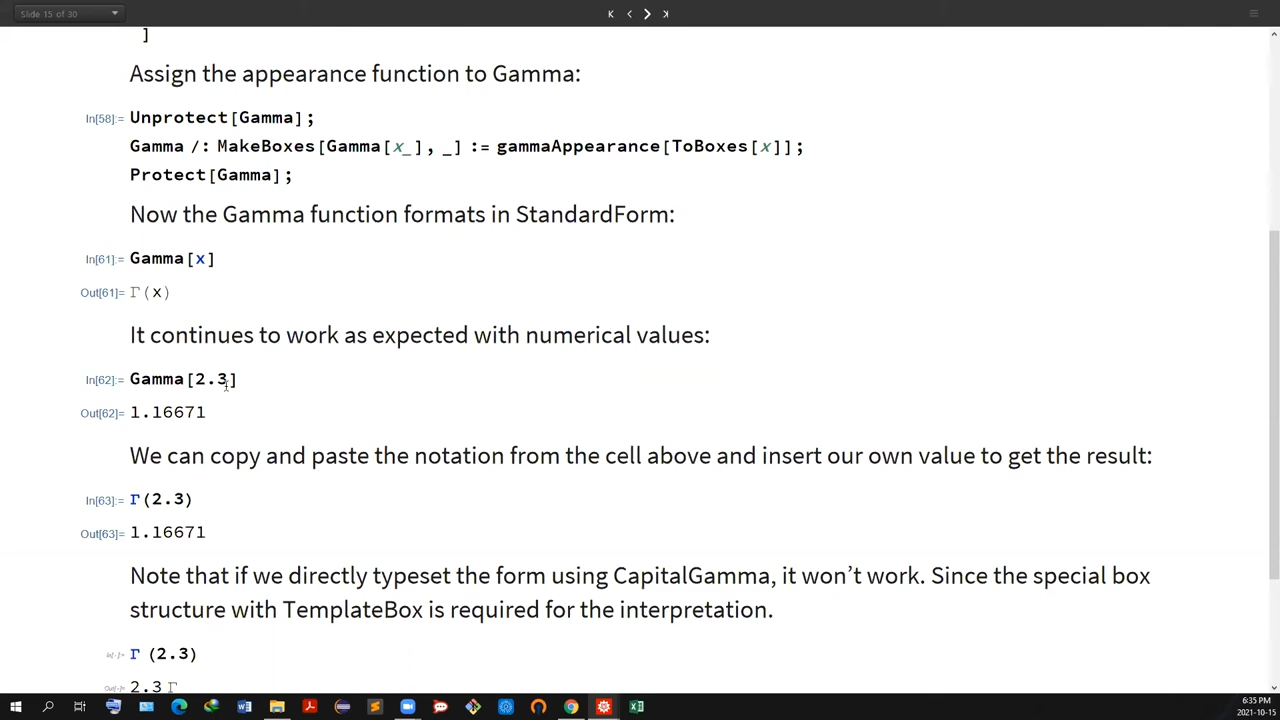 Slide 15 of 30
]
Assign the appearance function to Gamma:
In[58]:= Unprotect[Gamma];
Gamma /: MakeBoxes[Gamma[x_], _] := gammaAppearance[ToBoxes[x]];
Protect[Gamma];
Now the Gamma function formats in StandardForm:
In[61]:= Gamma[x]
Out[61]= Γ(x)
It continues to work as expected with numerical values:
In[62]:= Gamma[2.3]
Out[62]= 1.16671
We can copy and paste the notation from the cell above and insert our own value to get the result:
In[63]:= Γ(2.3)
Out[63]= 1.16671
Note that if we directly typeset the form using CapitalGamma, it won't work. Since the special box
structure with TemplateBox is required for the interpretation.
In[•]:= Γ (2.3)
Out[•]= 2.3 Γ
6:35 PM
2021-10-15